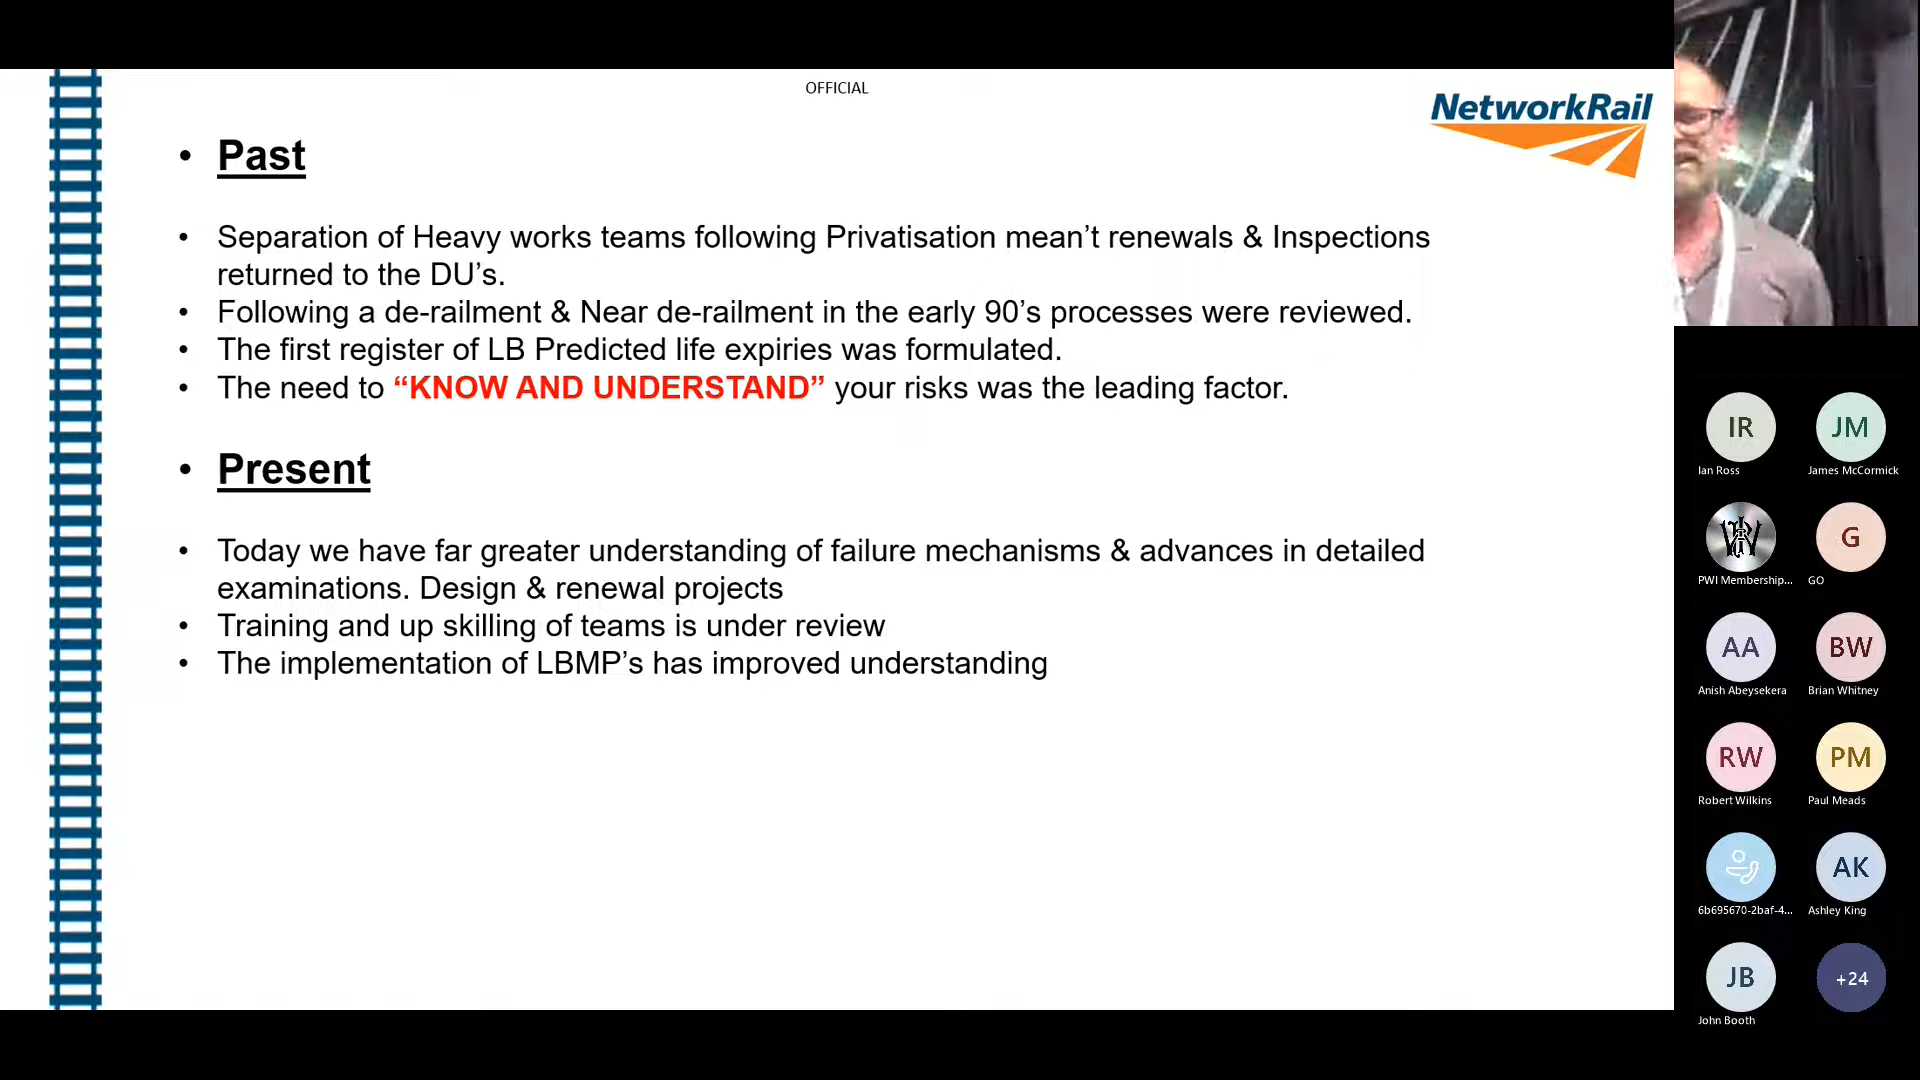 OFFICIAL
NetworkRail
• Past
• Separation of Heavy works teams following Privatisation mean’t renewals & Inspections
returned to the DU’s.
• Following a de-railment & Near de-railment in the early 90’s processes were reviewed.
• The first register of LB Predicted life expiries was formulated.
• The need to “KNOW AND UNDERSTAND” your risks was the leading factor.
• Present
• Today we have far greater understanding of failure mechanisms & advances in detailed
examinations. Design & renewal projects
• Training and up skilling of teams is under review
• The implementation of LBMP’s has improved understanding
IR
Ian Ross
JM
James McCormick
PWI Membership...
G
GO
AA
Anish Abeysekera
BW
Brian Whitney
RW
Robert Wilkins
PM
Paul Meads
6b695670-2baf-4...
AK
Ashley King
JB
John Booth
+24